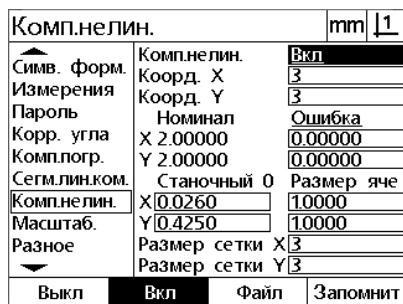 Комп.нелин. mm 1
Симв. форм.
Измерения
Пароль
Корр. угла
Комп.погр.
Сегм.лин.ком.
Комп.нелин.
Масштаб.
Разное
Комп.нелин. Вкл
Коорд. X 3
Коорд. Y 3
Номинал Ошибка
X 2.00000 0.00000
Y 2.00000 0.00000
Станочный 0 Размер яче
X 0.0260 1.0000
Y 0.4250 1.0000
Размер сетки X 3
Размер сетки Y 3
Выкл Вкл Файл Запомнит